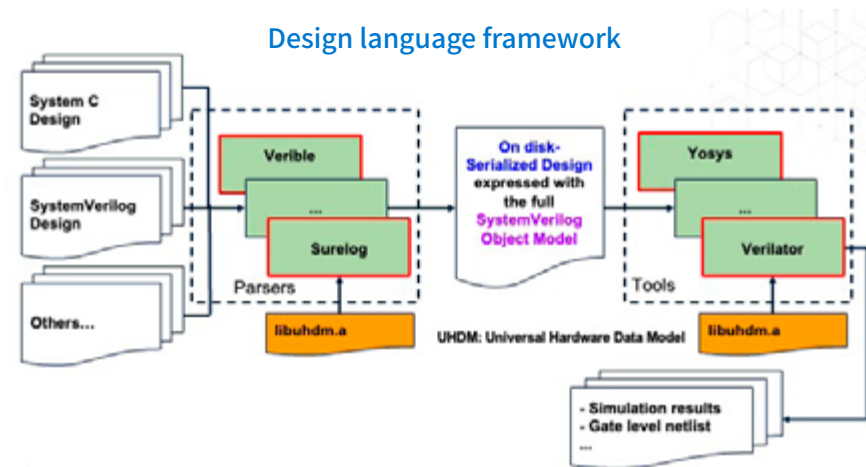 Design language framework
System C
Design
SystemVerilog
Design
Others...
Verible
...
Surelog
Parsers
libuhdm.a
On disk-
Serialized Design
expressed with
the full
SystemVerilog
Object Model
UHDM: Universal Hardware Data Model
Yosys
...
Verilator
Tools
libuhdm.a
- Simulation results
- Gate level netlist
...